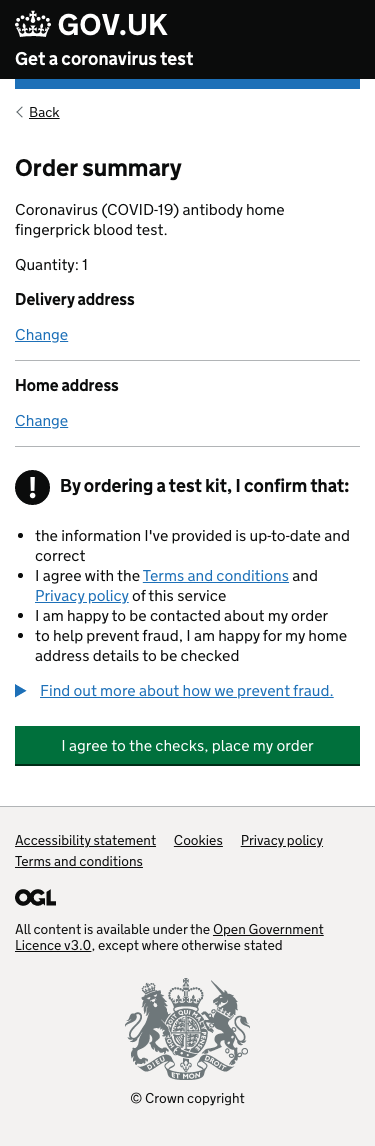 GOV.UK
Get a coronavirus test
Back
Order summary
Coronavirus (COVID-19) antibody home
fingerprick blood test.
Quantity: 1
Delivery address
Change
Home address
Change
! By ordering a test kit, I confirm that:
• the information I've provided is up-to-date and
correct
• I agree with the Terms and conditions and
Privacy policy of this service
• I am happy to be contacted about my order
• to help prevent fraud, I am happy for my home
address details to be checked
Find out more about how we prevent fraud.
I agree to the checks, place my order
Accessibility statement Cookies Privacy policy
Terms and conditions
OGL
All content is available under the Open Government
Licence v3.0, except where otherwise stated
DIEU ET MON
© Crown copyright